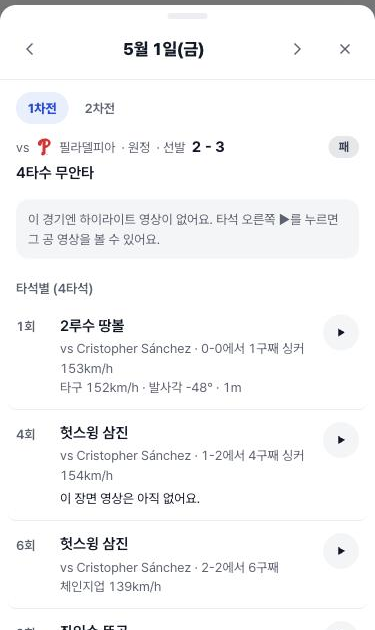 5월 1일(금)
1차전 2차전
vs 필라델피아 · 원정 · 선발 2 - 3 패
4타수 무안타
이 경기엔 하이라이트 영상이 없어요. 타석 오른쪽 ▶를 누르면
그 공 영상을 볼 수 있어요.
타석별 (4타석)
1회 2루수 땅볼
vs Cristopher Sánchez · 0-0에서 1구째 싱커
153km/h
타구 152km/h · 발사각 -48° · 1m
4회 헛스윙 삼진
vs Cristopher Sánchez · 1-2에서 4구째 싱커
154km/h
이 장면 영상은 아직 없어요.
6회 헛스윙 삼진
vs Cristopher Sánchez · 2-2에서 6구째
체인지업 139km/h